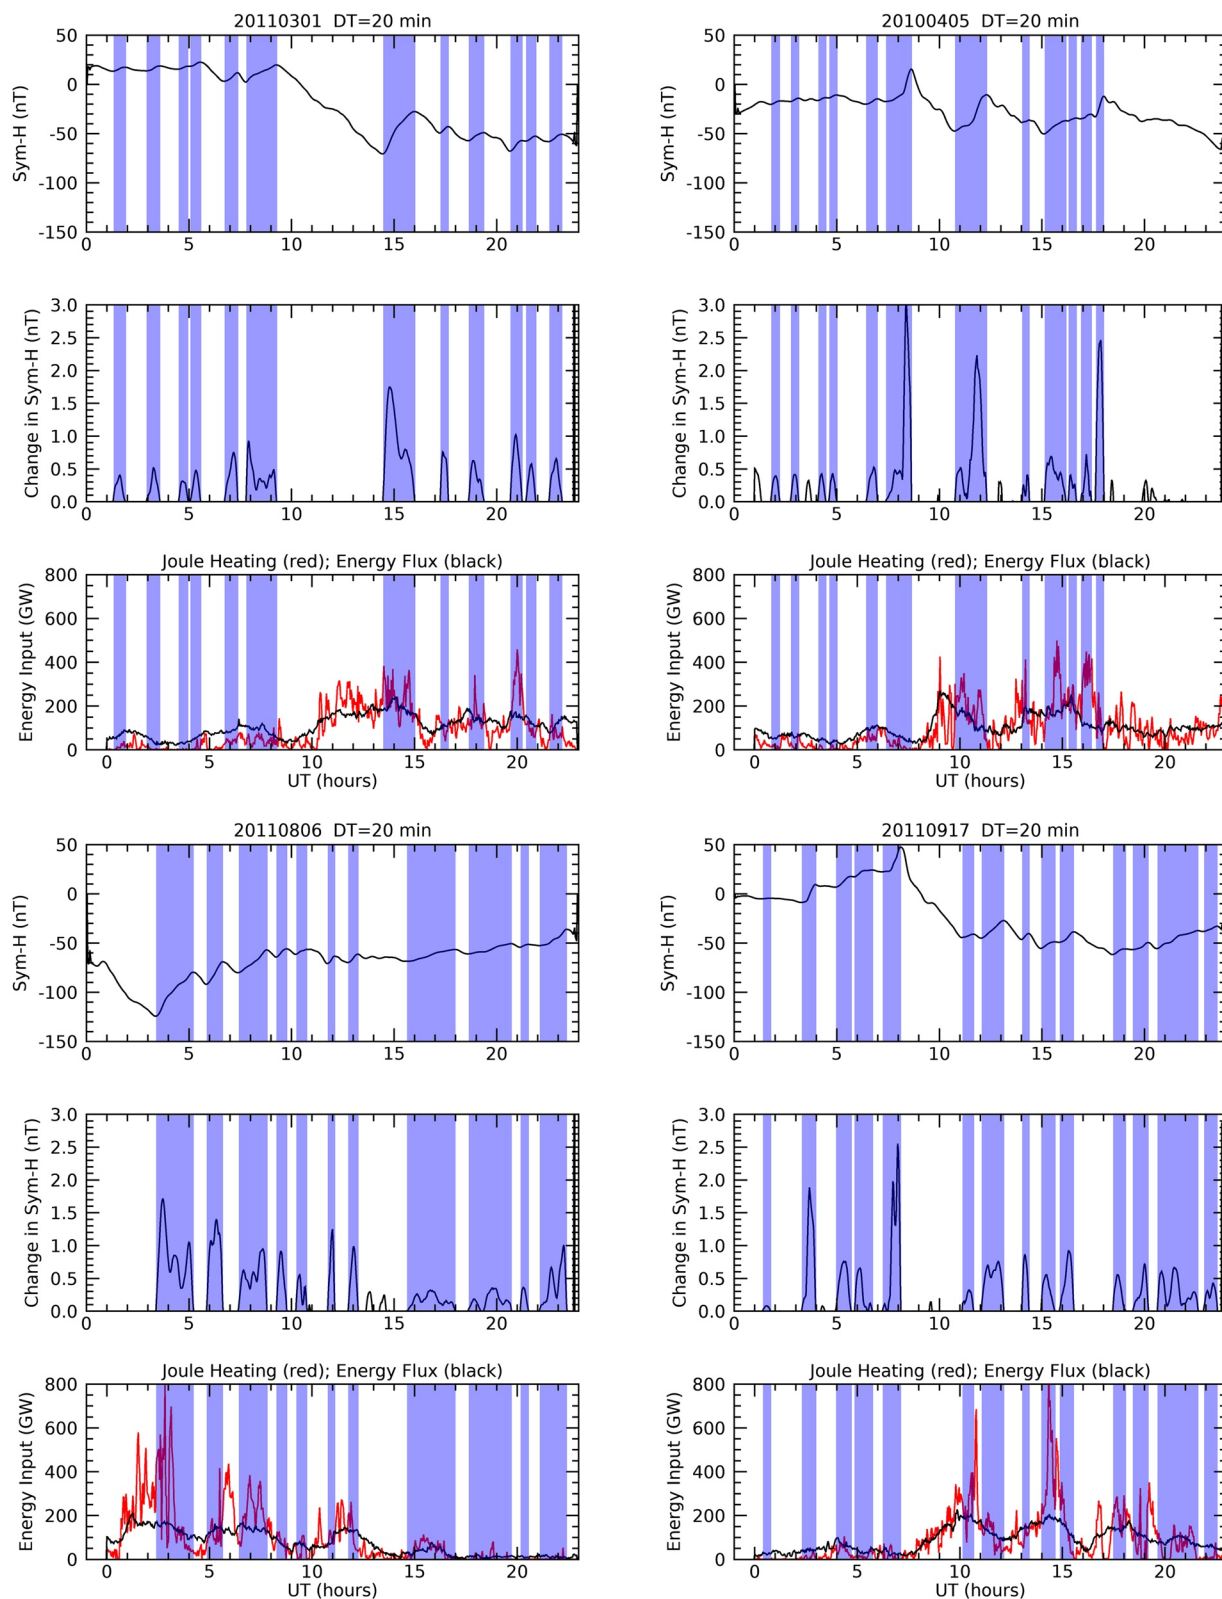 20110301  DT=20 min
Sym-H (nT)
50
0
-50
-100
-150
0 5 10 15 20
Change in Sym-H (nT)
3.0
2.5
2.0
1.5
1.0
0.5
0.0
0 5 10 15 20
Joule Heating (red); Energy Flux (black)
Energy Input (GW)
800
600
400
200
0
0 5 10 15 20
UT (hours)
20100405  DT=20 min
Sym-H (nT)
50
0
-50
-100
-150
0 5 10 15 20
Change in Sym-H (nT)
3.0
2.5
2.0
1.5
1.0
0.5
0.0
0 5 10 15 20
Joule Heating (red); Energy Flux (black)
Energy Input (GW)
800
600
400
200
0
0 5 10 15 20
UT (hours)
20110806  DT=20 min
Sym-H (nT)
50
0
-50
-100
-150
0 5 10 15 20
Change in Sym-H (nT)
3.0
2.5
2.0
1.5
1.0
0.5
0.0
0 5 10 15 20
Joule Heating (red); Energy Flux (black)
Energy Input (GW)
800
600
400
200
0
0 5 10 15 20
UT (hours)
20110917  DT=20 min
Sym-H (nT)
50
0
-50
-100
-150
0 5 10 15 20
Change in Sym-H (nT)
3.0
2.5
2.0
1.5
1.0
0.5
0.0
0 5 10 15 20
Joule Heating (red); Energy Flux (black)
Energy Input (GW)
800
600
400
200
0
0 5 10 15 20
UT (hours)